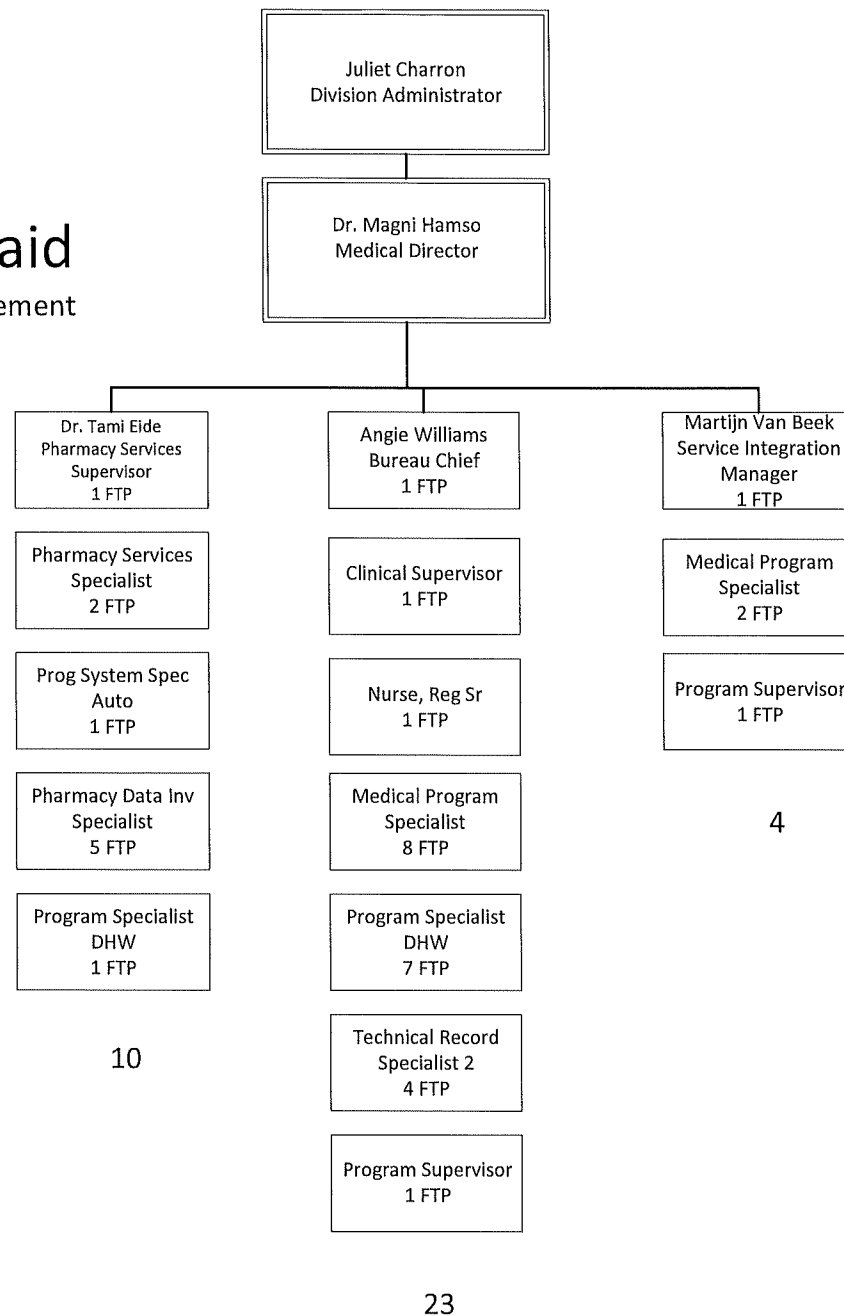 Juliet Charron
Division Administrator
Dr. Magni Hamso
Medical Director
aid
ement
Dr. Tami Eide
Pharmacy Services
Supervisor
1 FTP
Pharmacy Services
Specialist
2 FTP
Prog System Spec
Auto
1 FTP
Pharmacy Data Inv
Specialist
5 FTP
Program Specialist
DHW
1 FTP
10
Angie Williams
Bureau Chief
1 FTP
Clinical Supervisor
1 FTP
Nurse, Reg Sr
1 FTP
Medical Program
Specialist
8 FTP
Program Specialist
DHW
7 FTP
Technical Record
Specialist 2
4 FTP
Program Supervisor
1 FTP
23
Martijn Van Beek
Service Integration
Manager
1 FTP
Medical Program
Specialist
2 FTP
Program Supervisor
1 FTP
4